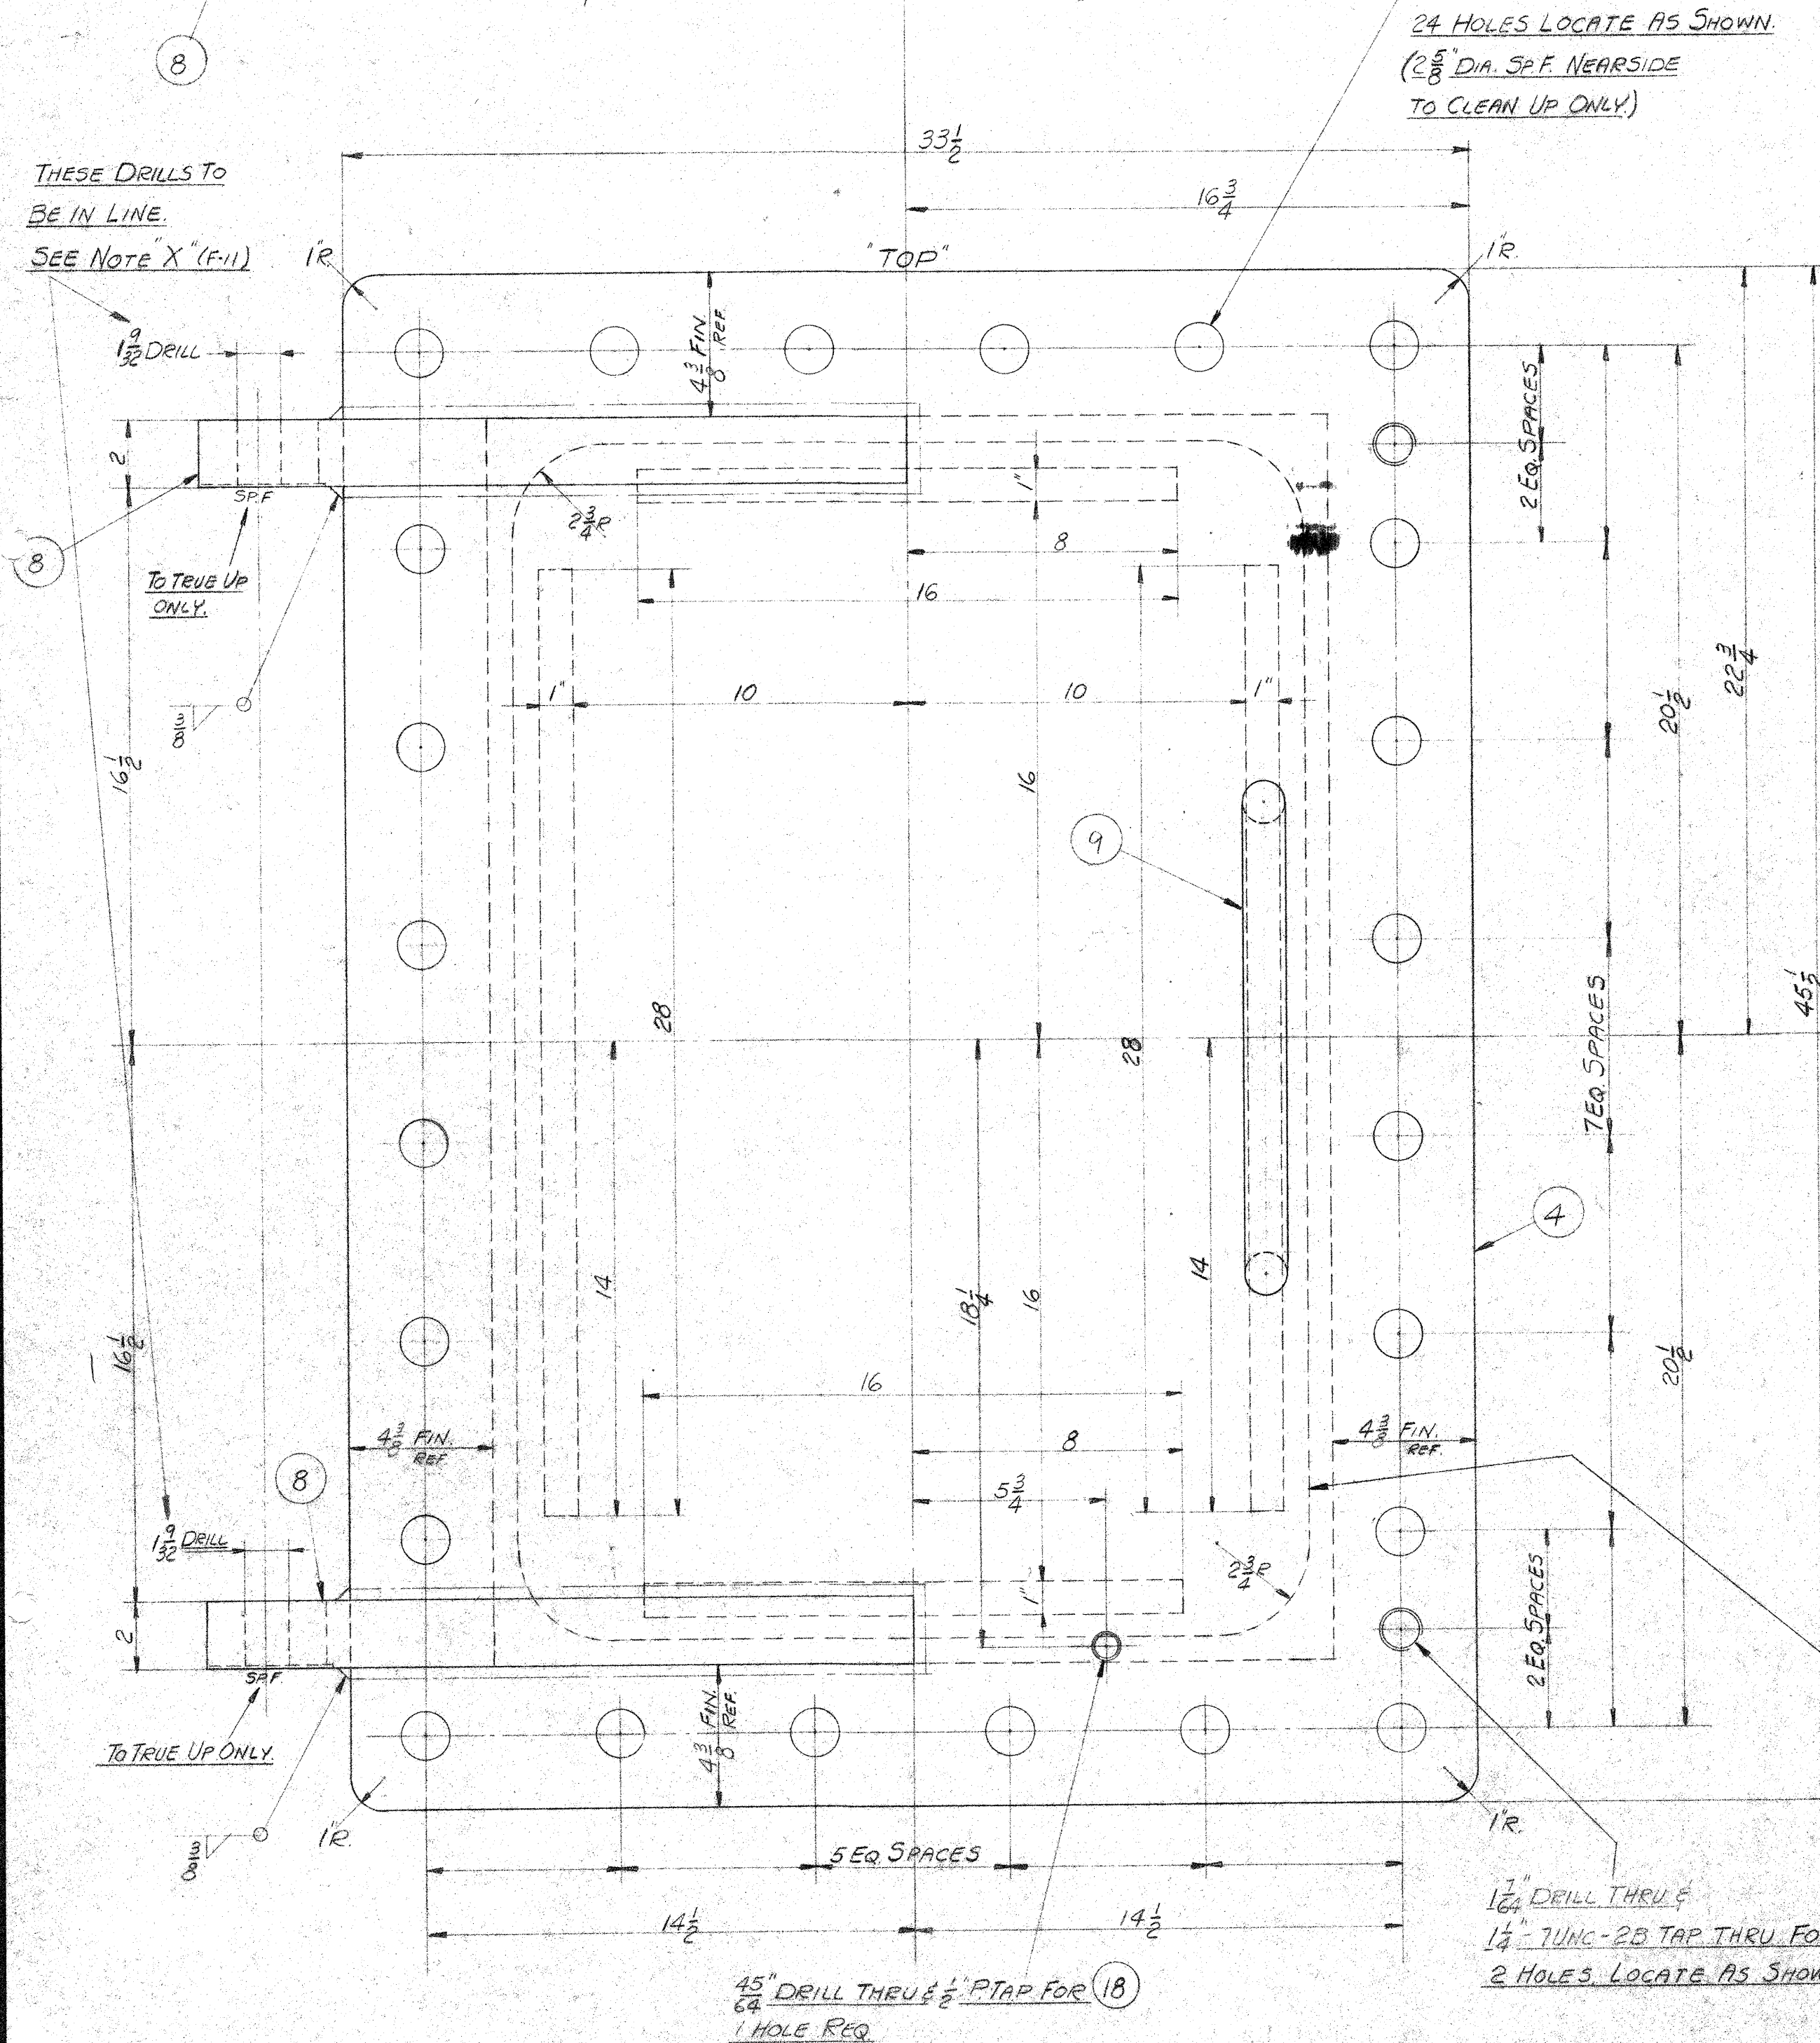 8
24 HOLES LOCATE AS SHOWN.
(2 5/8" DIA. SP.F. NEARSIDE
TO CLEAN UP ONLY.)
33 1/2
16 3/4
THESE DRILLS TO
BE IN LINE.
SEE NOTE "X" (F-11)
1"R.
"TOP"
1"R.
1 9/32 DRILL
4 3/8 FIN.
REF.
2 EQ. SPACES
2
SP.F.
2 3/4 R
1"
8
8
16
TO TRUE UP
ONLY.
1"
10
10
1"
3/8
16 1/2
16
20 1/2
22 3/4
9
28
28
45 1/2
7 EQ. SPACES
4
14
18 1/4
16
14
16 1/2
20 1/2
16
8
4 3/8 FIN.
REF.
4 3/8 FIN.
REF.
8
5 3/4
1 9/32 DRILL
2 3/4 R
1"
2
2 EQ. SPACES
SP.F.
4 3/8 FIN.
REF.
TO TRUE UP ONLY.
3/8
1"R.
1"R.
5 EQ. SPACES
14 1/2
14 1/2
1 7/64" DRILL THRU &
1 1/4"-7UNC-2B TAP THRU FO
2 HOLES. LOCATE AS SHOW
45/64" DRILL THRU & 1/2" P.TAP FOR 18
1 HOLE REQ.